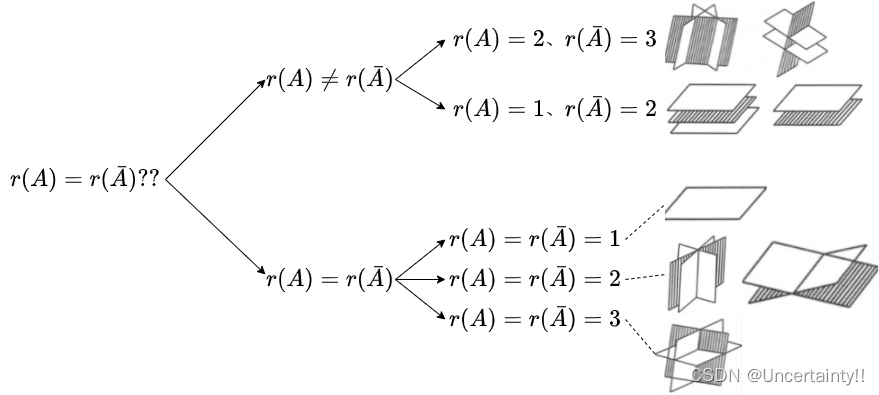 r(A) = 2、r(Ā) = 3
r(A) ≠ r(Ā)
r(A) = 1、r(Ā) = 2
r(A) = r(Ā)??
r(A) = r(Ā) = 1
r(A) = r(Ā)
r(A) = r(Ā) = 2
r(A) = r(Ā) = 3
CSDN @Uncertainty!!